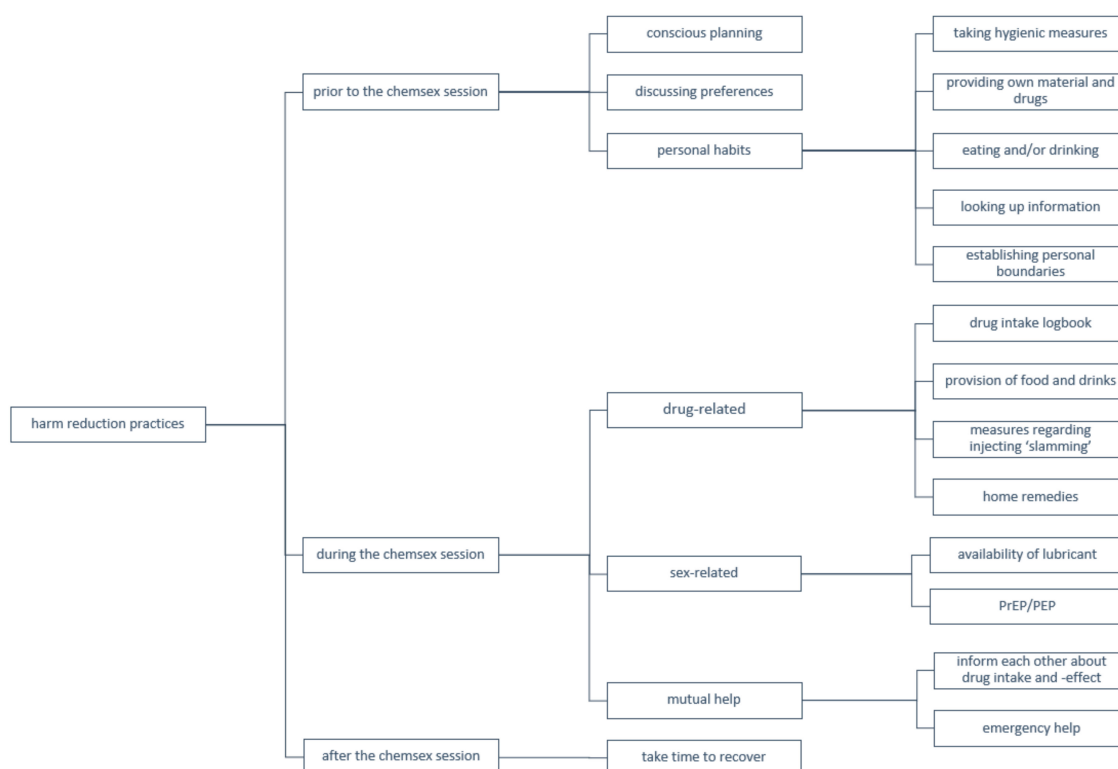 harm reduction practices
prior to the chemsex session
conscious planning
discussing preferences
personal habits
taking hygienic measures
providing own material and
drugs
eating and/or drinking
looking up information
establishing personal
boundaries
during the chemsex session
drug-related
drug intake logbook
provision of food and drinks
measures regarding
injecting ‘slamming’
home remedies
sex-related
availability of lubricant
PrEP/PEP
mutual help
inform each other about
drug intake and -effect
emergency help
after the chemsex session
take time to recover